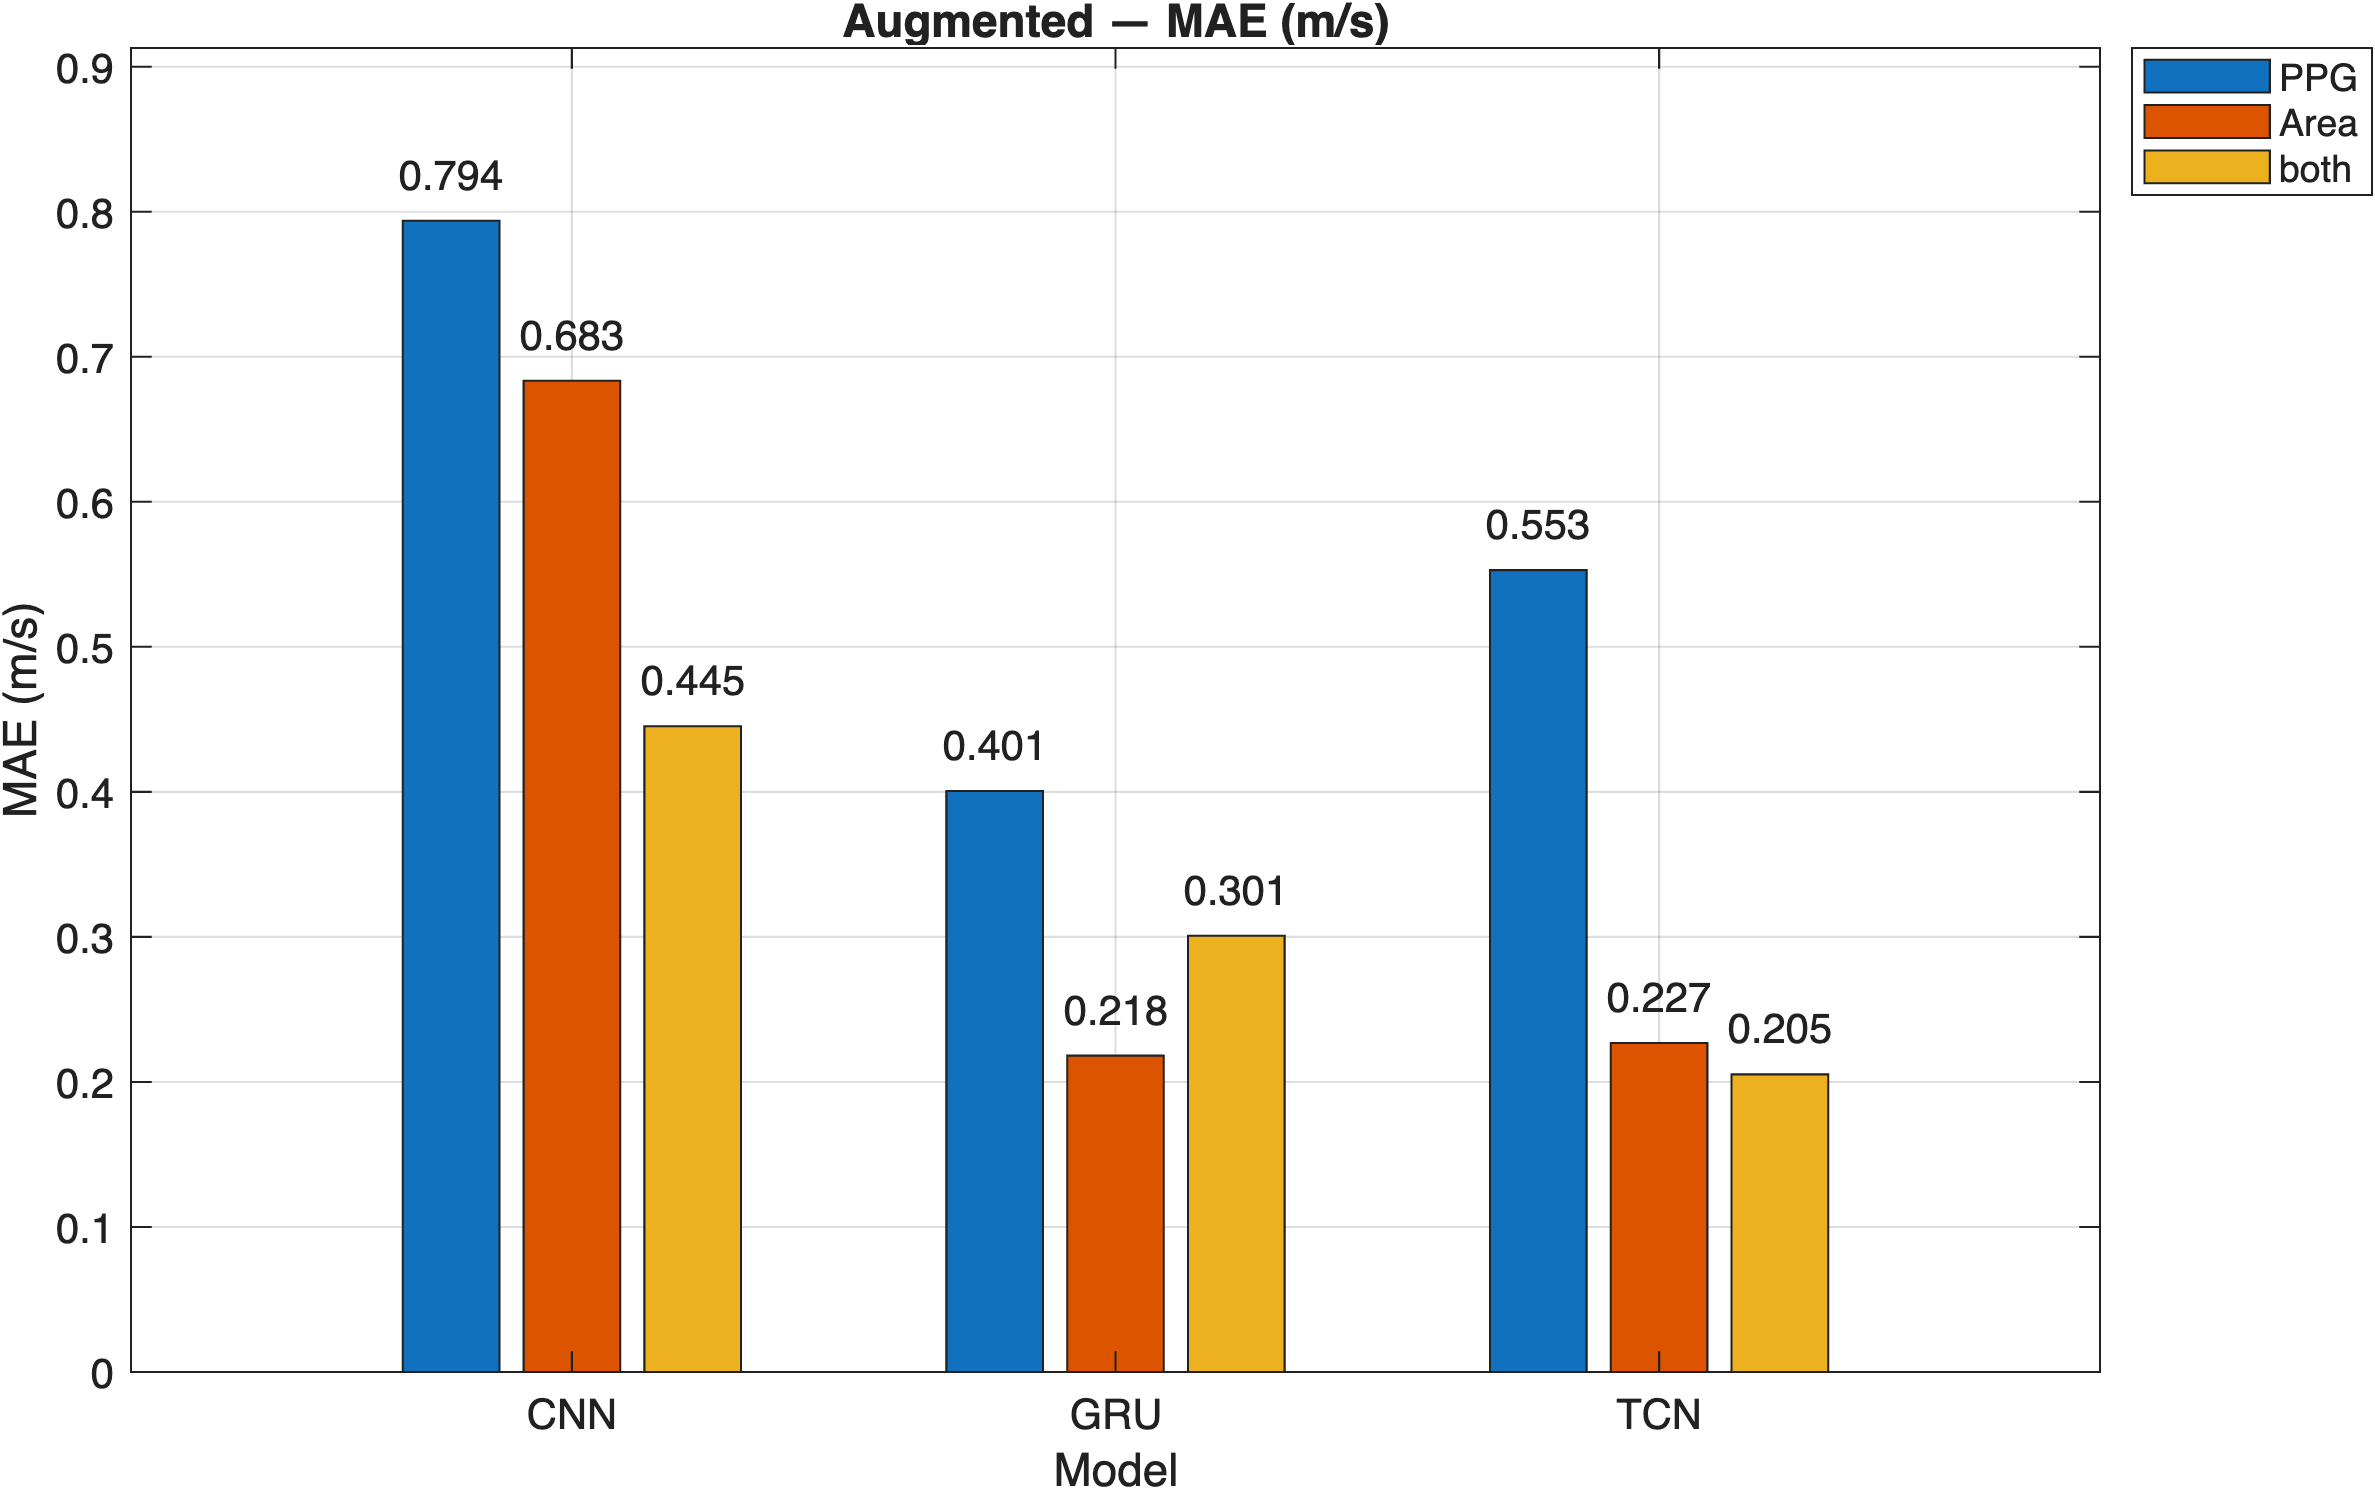 Augmented — MAE (m/s)
PPG
Area
both
MAE (m/s)
0.9
0.8
0.7
0.6
0.5
0.4
0.3
0.2
0.1
0
0.794
0.683
0.445
0.401
0.218
0.301
0.553
0.227
0.205
CNN
GRU
TCN
Model